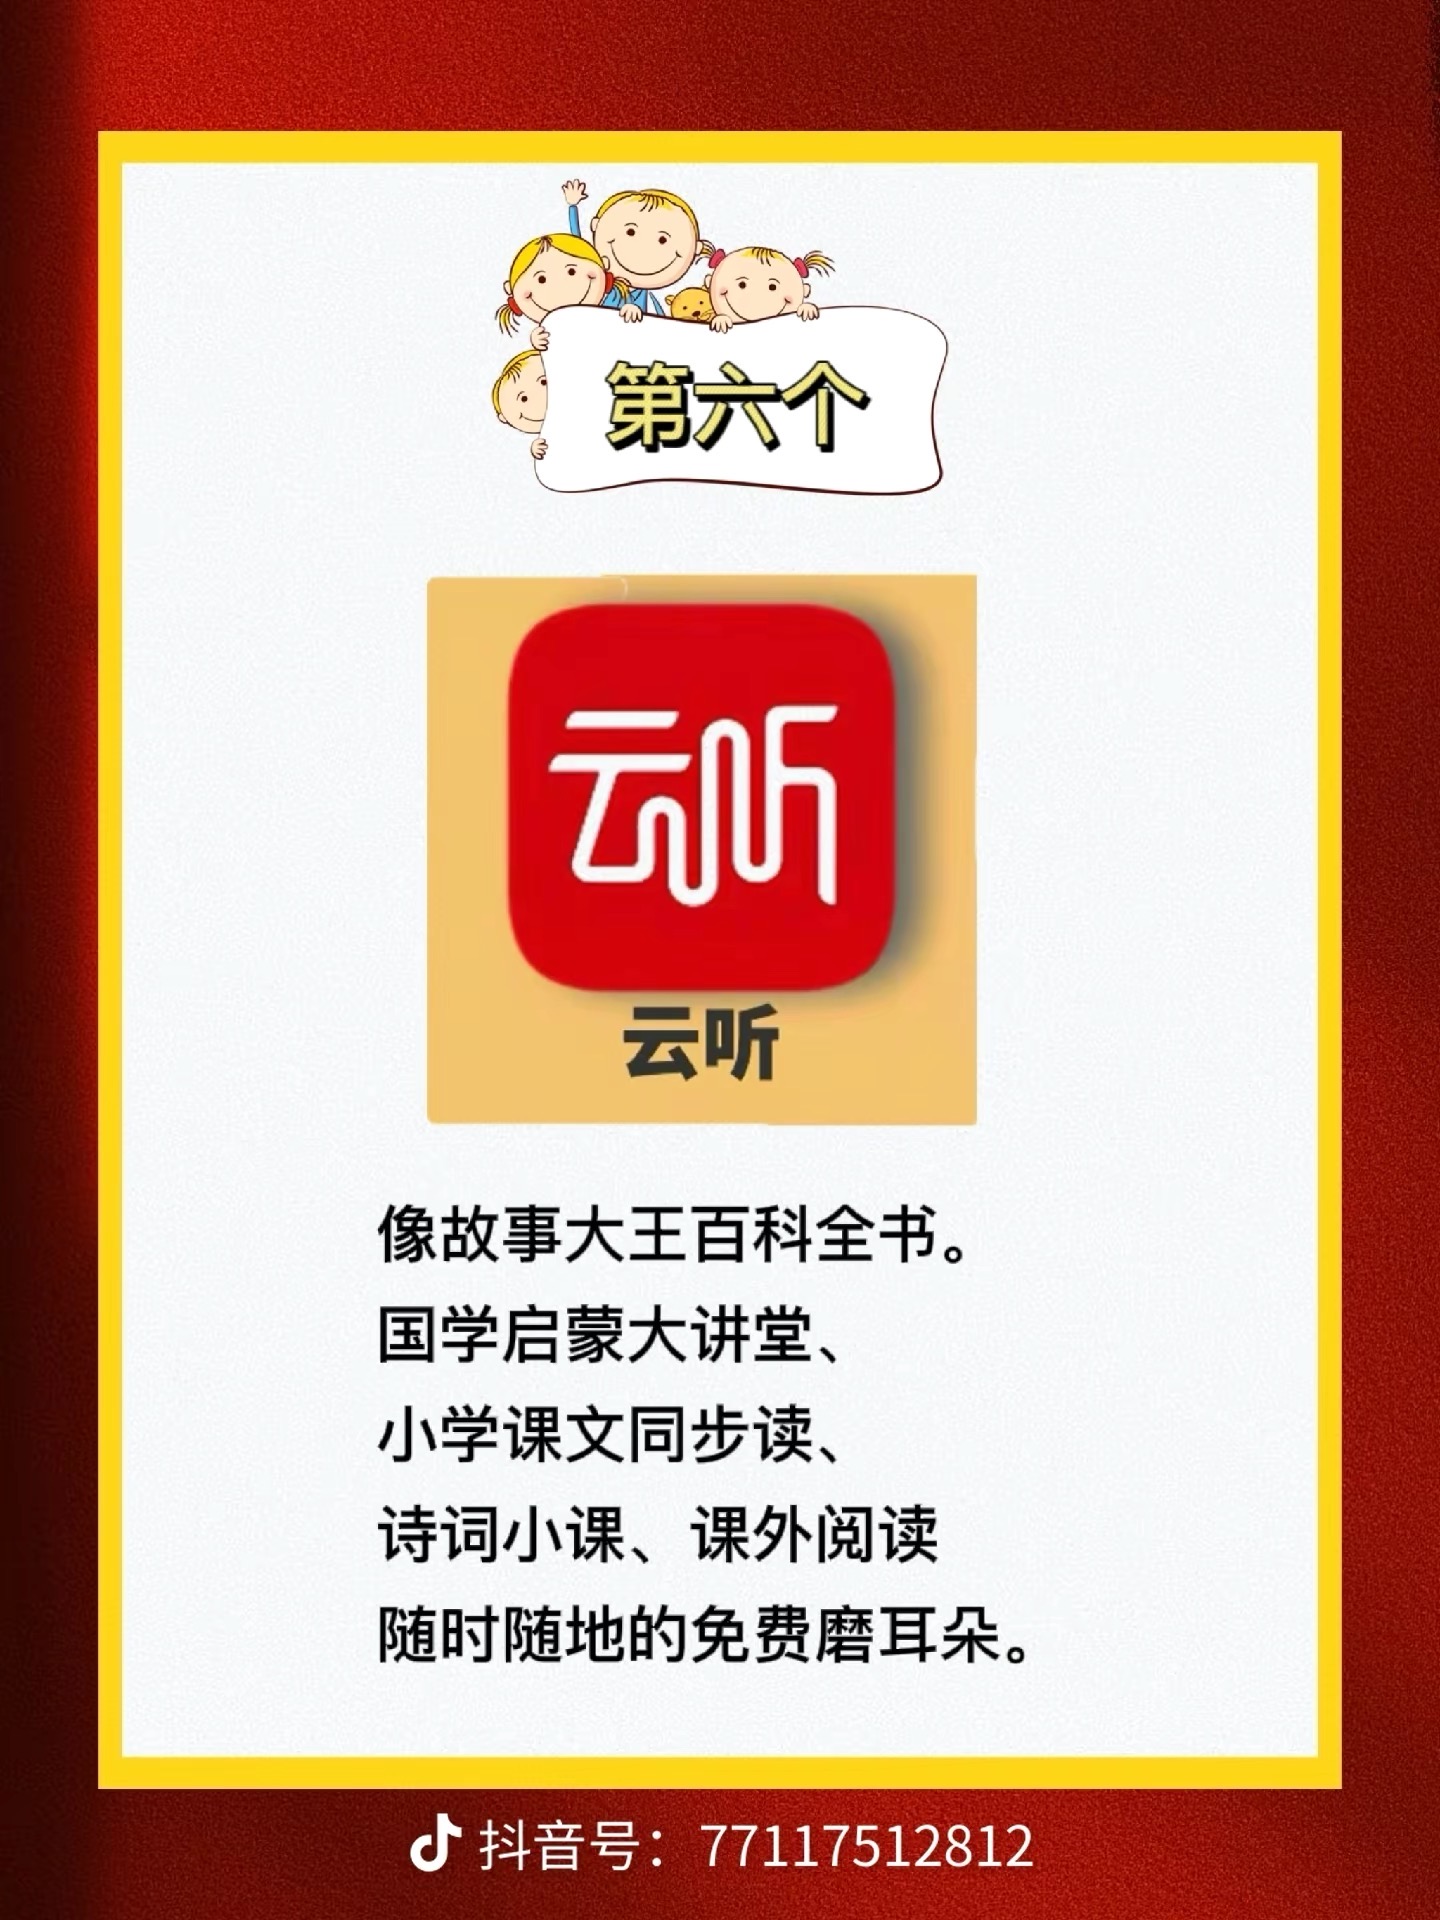 第六个
云听
云听
像故事大王百科全书。
国学启蒙大讲堂、
小学课文同步读、
诗词小课、课外阅读
随时随地的免费磨耳朵。
抖音号：77117512812